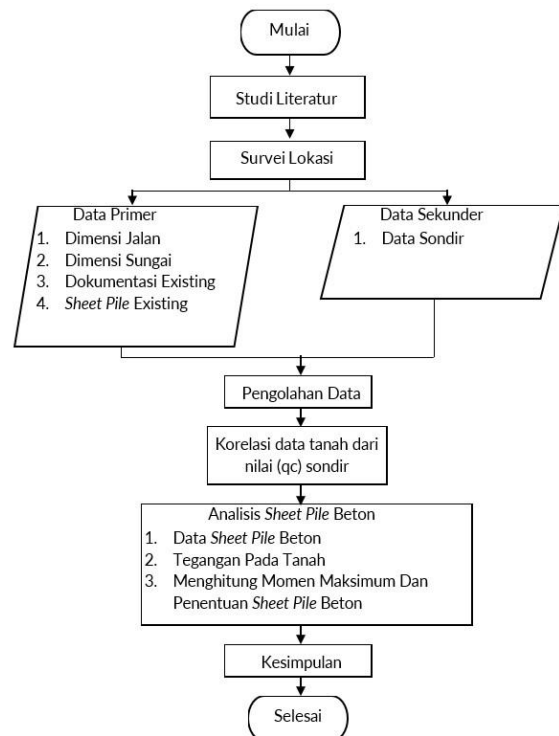 Mulai
Studi Literatur
Survei Lokasi
Data Primer
1. Dimensi Jalan
2. Dimensi Sungai
3. Dokumentasi Existing
4. Sheet Pile Existing
Data Sekunder
1. Data Sondir
Pengolahan Data
Korelasi data tanah dari
nilai (qc) sondir
Analisis Sheet Pile Beton
1. Data Sheet Pile Beton
2. Tegangan Pada Tanah
3. Menghitung Momen Maksimum Dan
Penentuan Sheet Pile Beton
Kesimpulan
Selesai